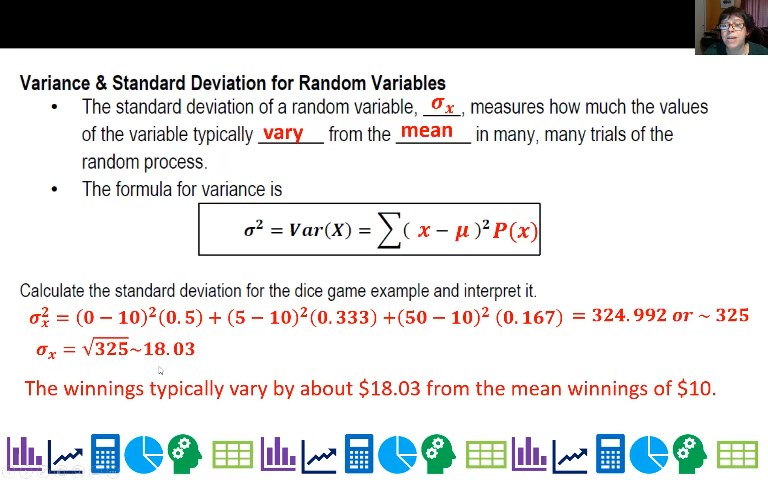 Variance & Standard Deviation for Random Variables
• The standard deviation of a random variable, σₓ, measures how much the values
of the variable typically vary from the mean in many, many trials of the
random process.
• The formula for variance is
σ² = Var(X) = ∑( x − μ )² P(x)
Calculate the standard deviation for the dice game example and interpret it.
σₓ² = (0 − 10)²(0.5) + (5 − 10)²(0.333) +(50 − 10)² (0.167) = 324.992 or ~ 325
σₓ = √325~18.03
The winnings typically vary by about $18.03 from the mean winnings of $10.